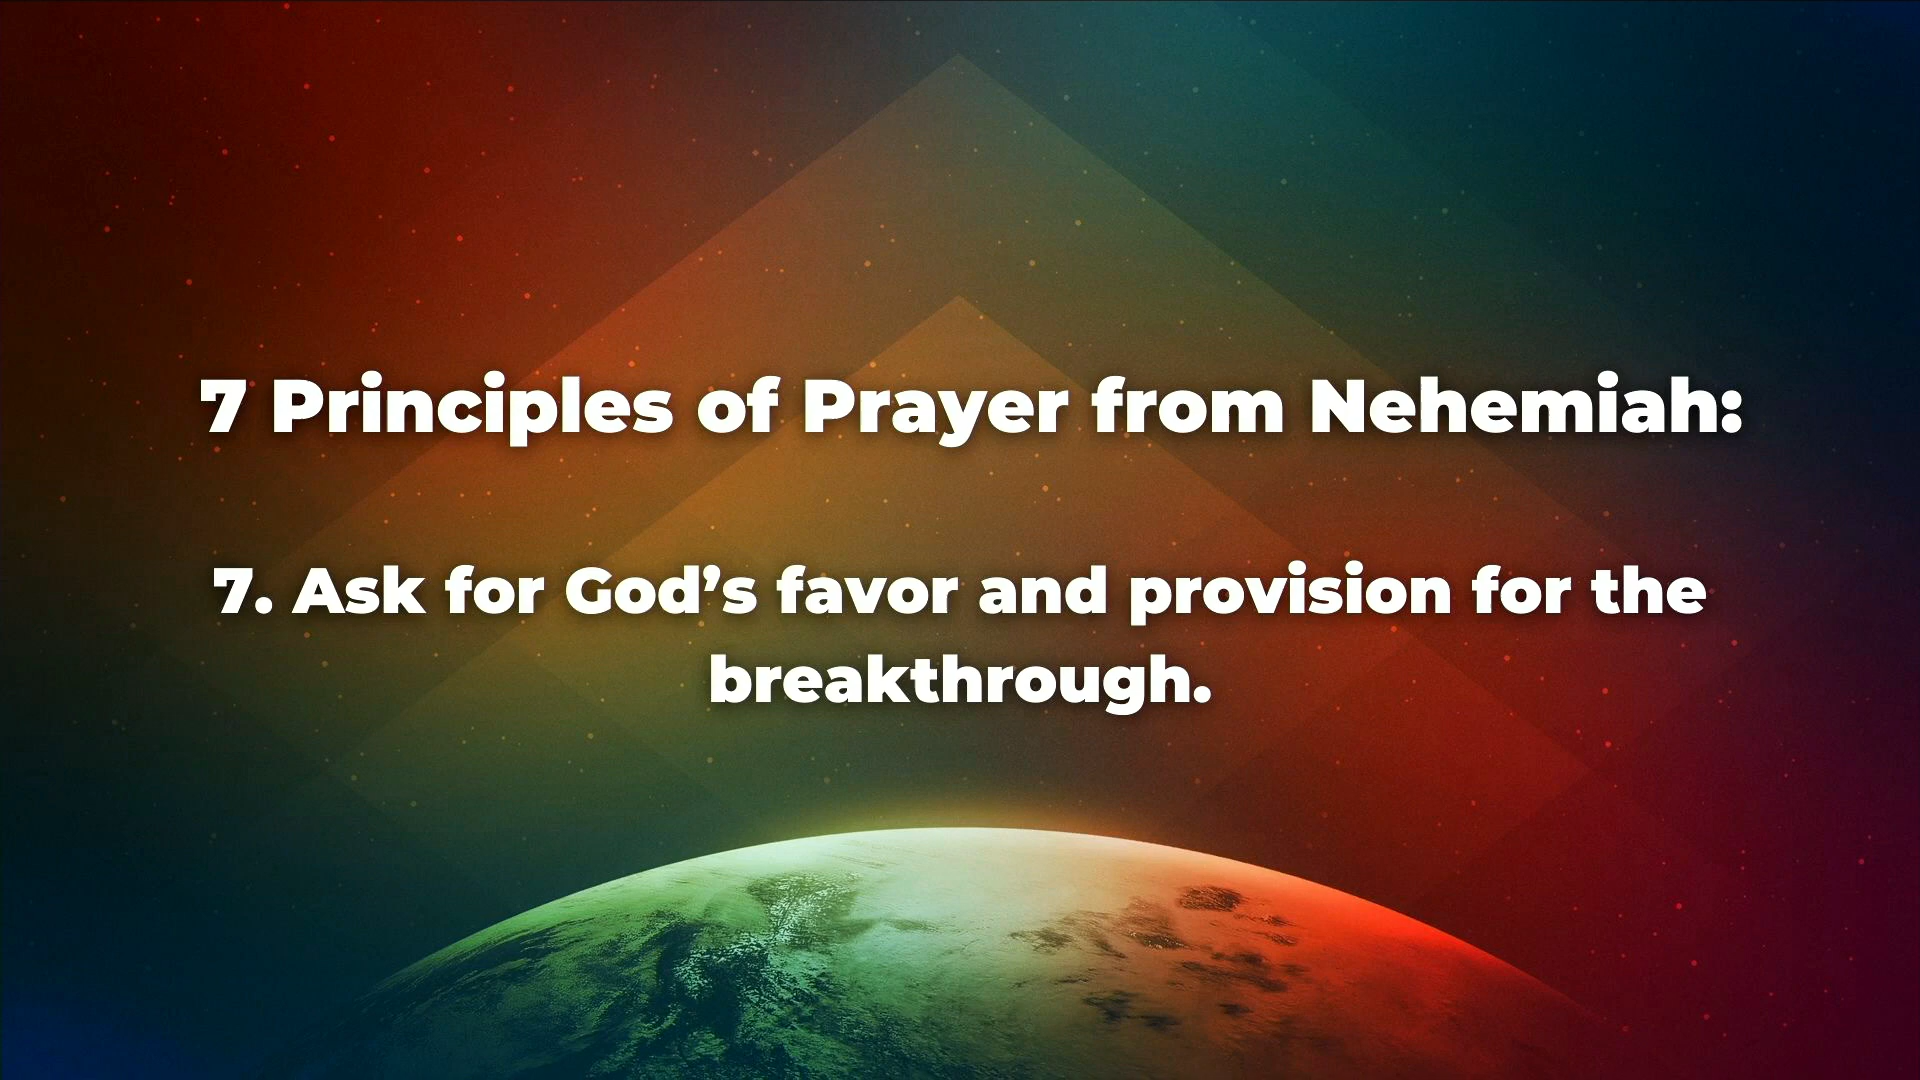 7 Principles of Prayer from Nehemiah:
7. Ask for God’s favor and provision for the
breakthrough.